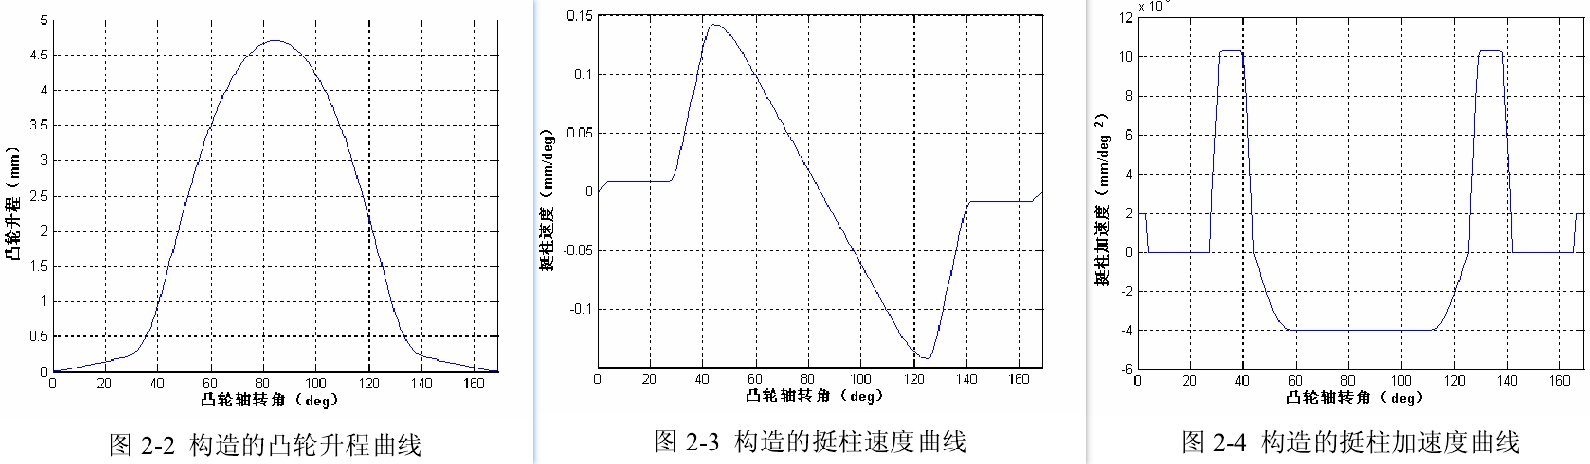 5
4.5
4
3.5
3
2.5
2
1.5
1
0.5
0
0 20 40 60 80 100 120 140 160
凸轮升程（mm）
凸轮轴转角（deg）
图 2-2 构造的凸轮升程曲线
0.15
0.1
0.05
0
-0.05
-0.1
0 20 40 60 80 100 120 140 160
挺柱速度（mm/deg）
凸轮轴转角（deg）
图 2-3 构造的挺柱速度曲线
12
10
8
6
4
2
0
-2
-4
-6
0 20 40 60 80 100 120 140 160
x 10
挺柱加速度（mm/deg 2）
凸轮轴转角（deg）
图 2-4 构造的挺柱加速度曲线